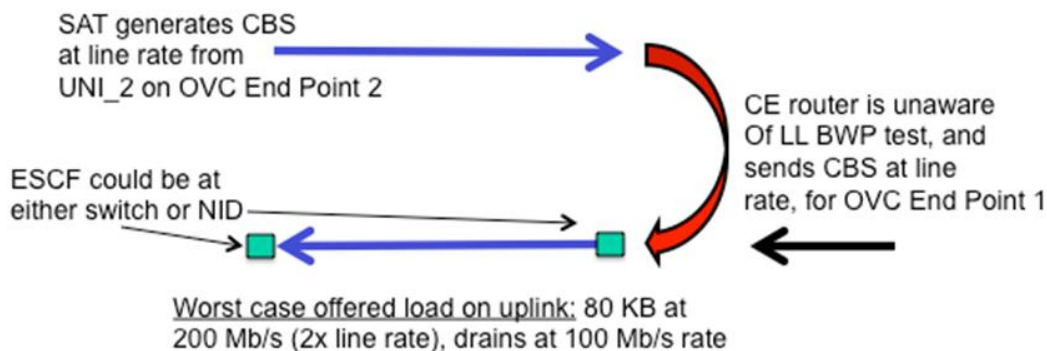 SAT generates CBS
at line rate from
UNI_2 on OVC End Point 2
CE router is unaware
Of LL BWP test, and
sends CBS at line
rate, for OVC End Point 1
ESCF could be at
either switch or NID
Worst case offered load on uplink: 80 KB at
200 Mb/s (2x line rate), drains at 100 Mb/s rate